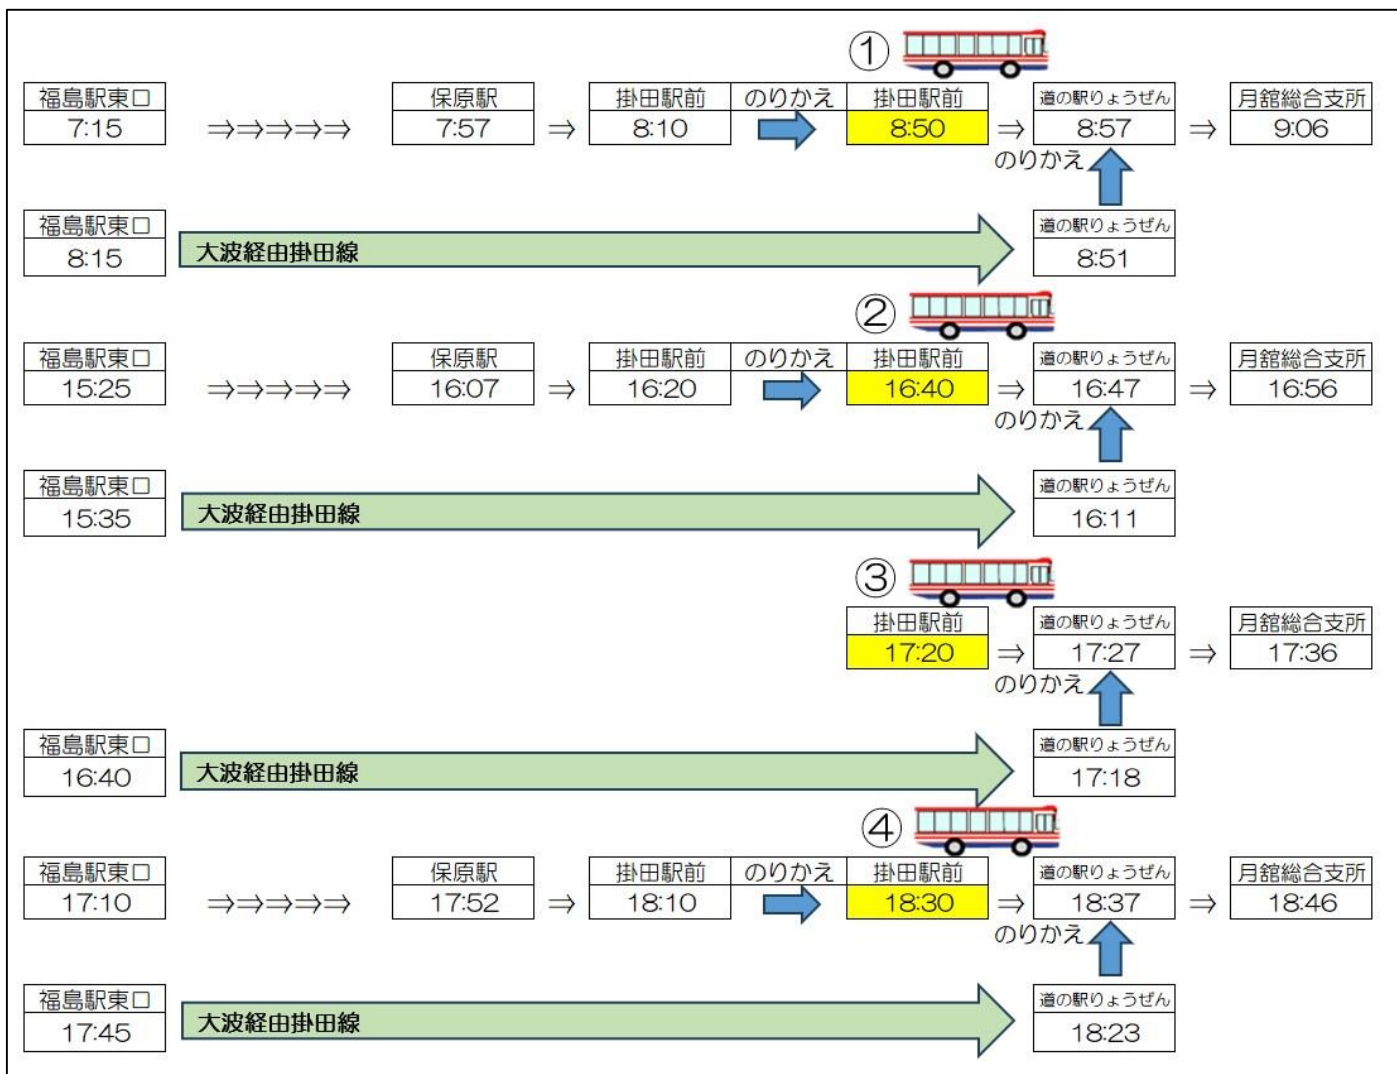 ①
福島駅東口 保原駅 掛田駅前 のりかえ 掛田駅前 道の駅りょうぜん 月舘総合支所
7:15 ⇒⇒⇒⇒⇒ 7:57 ⇒ 8:10 8:50 ⇒ 8:57 ⇒ 9:06
のりかえ
福島駅東口 道の駅りょうぜん
8:15 大波経由掛田線 8:51
②
福島駅東口 保原駅 掛田駅前 のりかえ 掛田駅前 道の駅りょうぜん 月舘総合支所
15:25 ⇒⇒⇒⇒⇒ 16:07 ⇒ 16:20 16:40 ⇒ 16:47 ⇒ 16:56
のりかえ
福島駅東口 道の駅りょうぜん
15:35 大波経由掛田線 16:11
③
掛田駅前 道の駅りょうぜん 月舘総合支所
17:20 ⇒ 17:27 ⇒ 17:36
のりかえ
福島駅東口 道の駅りょうぜん
16:40 大波経由掛田線 17:18
④
福島駅東口 保原駅 掛田駅前 のりかえ 掛田駅前 道の駅りょうぜん 月舘総合支所
17:10 ⇒⇒⇒⇒⇒ 17:52 ⇒ 18:10 18:30 ⇒ 18:37 ⇒ 18:46
のりかえ
福島駅東口 道の駅りょうぜん
17:45 大波経由掛田線 18:23